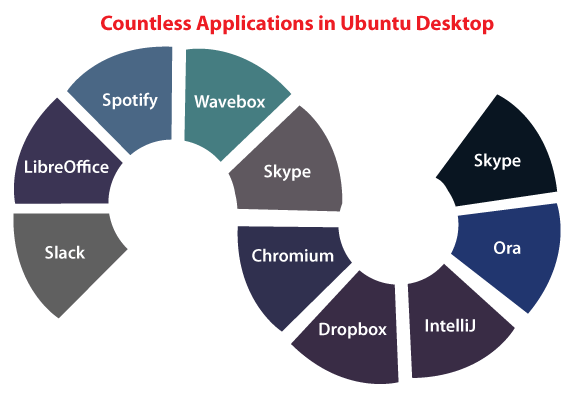 Countless Applications in Ubuntu Desktop
Slack
LibreOffice
Spotify
Wavebox
Skype
Chromium
Dropbox
IntelliJ
Ora
Skype